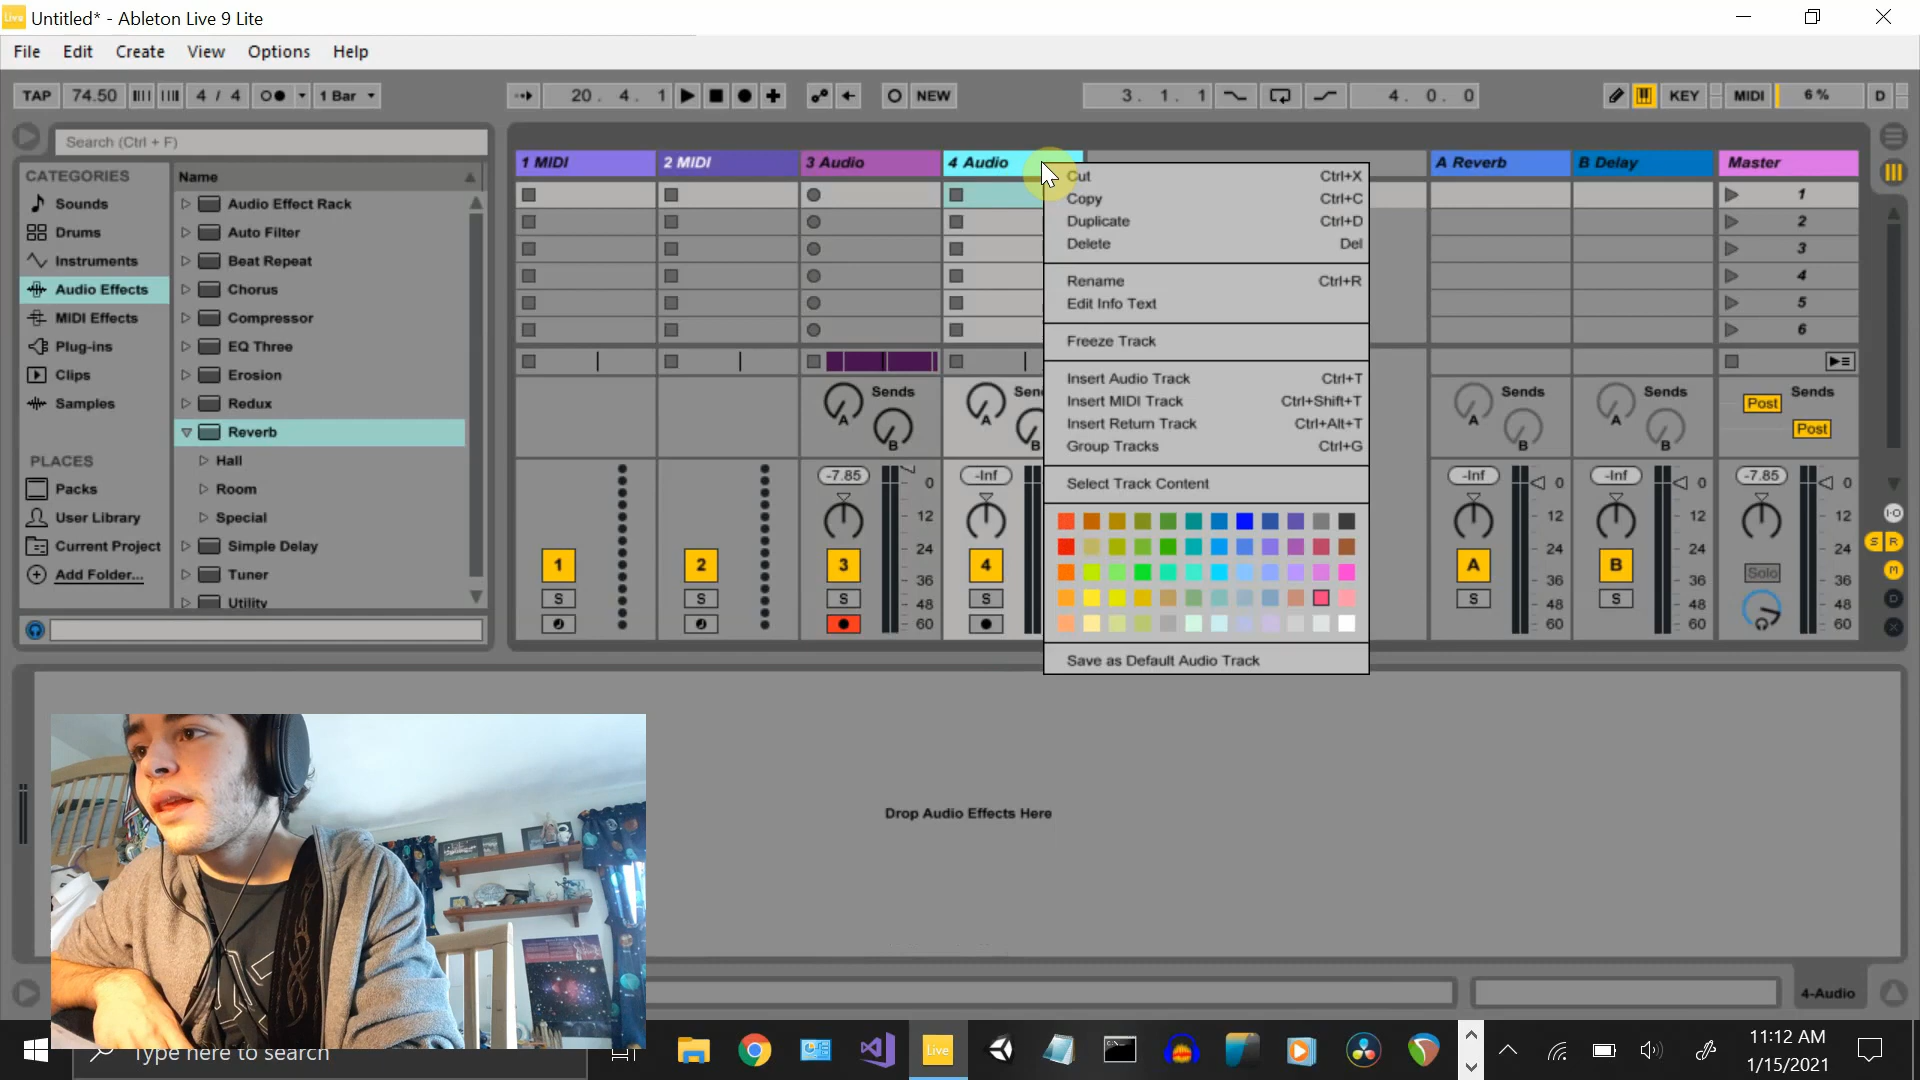 Live Untitled* - Ableton Live 9 Lite
File Edit Create View Options Help
TAP 74.50 4 / 4 1 Bar 20 . 4 . 1 NEW 3 . 1 . 1 4 . 0 . 0 KEY MIDI 6 % D
Search (Ctrl + F)
CATEGORIES
Sounds
Drums
Instruments
Audio Effects
MIDI Effects
Plug-ins
Clips
Samples
PLACES
Packs
User Library
Current Project
Add Folder...
Name
Audio Effect Rack
Auto Filter
Beat Repeat
Chorus
Compressor
EQ Three
Erosion
Redux
Reverb
Hall
Room
Special
Simple Delay
Tuner
Utility
1 MIDI 2 MIDI 3 Audio 4 Audio A Reverb B Delay Master
1
2
3
4
5
6
Sends Sen Sends Sends Sends
A A A A Post
B B B B Post
-7.85 -Inf -Inf -Inf -7.85
0 0 0 0
12 12 12 12
24 24 24 24
36 36 36 36
48 48 48 48
60 60 60 60
1 2 3 4 A B Solo
S S S S S S
Cut Ctrl+X
Copy Ctrl+C
Duplicate Ctrl+D
Delete Del
Rename Ctrl+R
Edit Info Text
Freeze Track
Insert Audio Track Ctrl+T
Insert MIDI Track Ctrl+Shift+T
Insert Return Track Ctrl+Alt+T
Group Tracks Ctrl+G
Select Track Content
Save as Default Audio Track
I·O
S R
M
D
X
Drop Audio Effects Here
4-Audio
Type here to search
Live
11:12 AM
1/15/2021